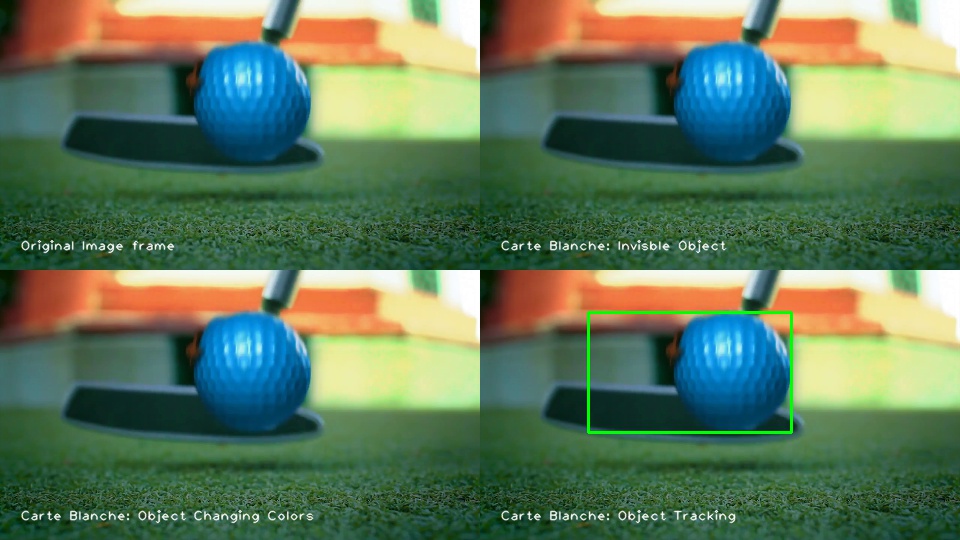 Original Image frame
Carte Blanche: Invisble Object
Carte Blanche: Object Changing Colors
Carte Blanche: Object Tracking